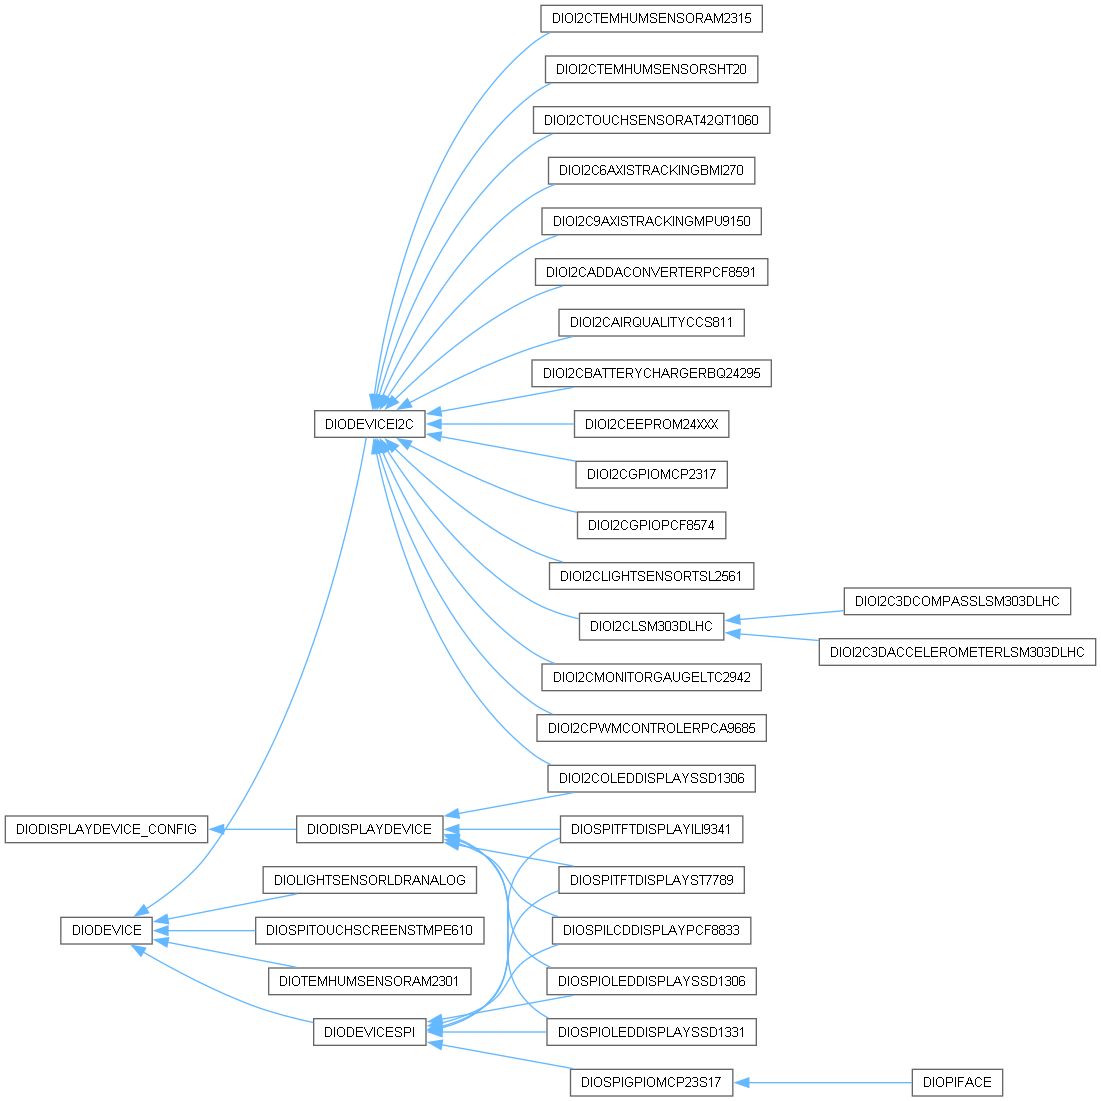 DIOI2CTEMHUMSENSORAM2315
DIOI2CTEMHUMSENSORSHT20
DIOI2CTOUCHSENSORAT42QT1060
DIOI2C6AXISTRACKINGBMI270
DIOI2C9AXISTRACKINGMPU9150
DIOI2CADDACONVERTERPCF8591
DIOI2CAIRQUALITYCCS811
DIOI2CBATTERYCHARGERBQ24295
DIODEVICEI2C
DIOI2CEEPROM24XXX
DIOI2CGPIOMCP2317
DIOI2CGPIOPCF8574
DIOI2CLIGHTSENSORTSL2561
DIOI2C3DCOMPASSLSM303DLHC
DIOI2CLSM303DLHC
DIOI2C3DACCELEROMETERLSM303DLHC
DIOI2CMONITORGAUGELTC2942
DIOI2CPWMCONTROLERPCA9685
DIOI2COLEDDISPLAYSSD1306
DIODISPLAYDEVICE_CONFIG
DIODISPLAYDEVICE
DIOSPITFTDISPLAYILI9341
DIOLIGHTSENSORLDRANALOG
DIOSPITFTDISPLAYST7789
DIODEVICE
DIOSPITOUCHSCREENSTMPE610
DIOSPILCDDISPLAYPCF8833
DIOTEMHUMSENSORAM2301
DIOSPIOLEDDISPLAYSSD1306
DIODEVICESPI
DIOSPIOLEDDISPLAYSSD1331
DIOSPIGPIOMCP23S17
DIOPIFACE